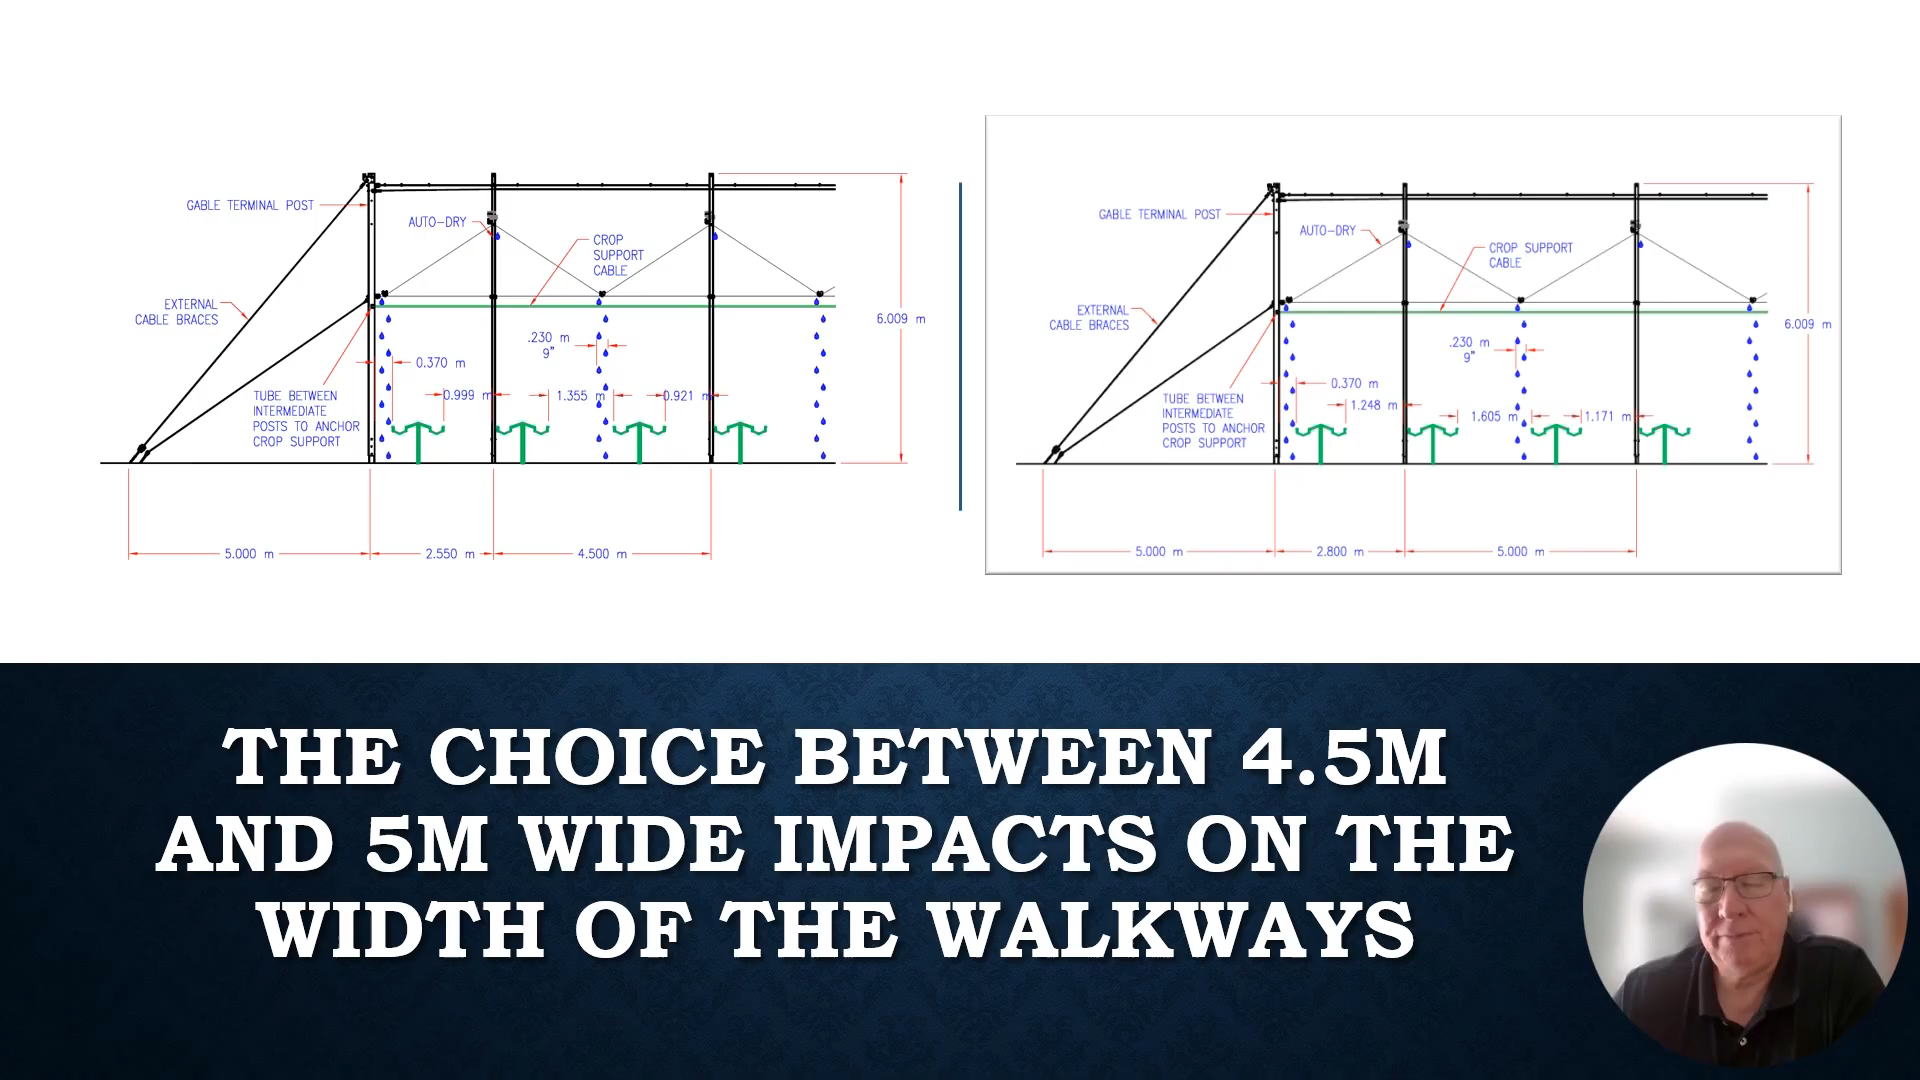 GABLE TERMINAL POST
AUTO-DRY
CROP
SUPPORT
CABLE
EXTERNAL
CABLE BRACES
6.009 m
.230 m
9"
0.370 m
TUBE BETWEEN
INTERMEDIATE
POSTS TO ANCHOR
CROP SUPPORT
0.999 m
1.355 m
0.921 m
5.000 m
2.550 m
4.500 m
GABLE TERMINAL POST
AUTO-DRY
CROP SUPPORT
CABLE
EXTERNAL
CABLE BRACES
6.009 m
.230 m
9"
0.370 m
TUBE BETWEEN
INTERMEDIATE
POSTS TO ANCHOR
CROP SUPPORT
1.248 m
1.605 m
1.171 m
5.000 m
2.800 m
5.000 m
THE CHOICE BETWEEN 4.5M
AND 5M WIDE IMPACTS ON THE
WIDTH OF THE WALKWAYS